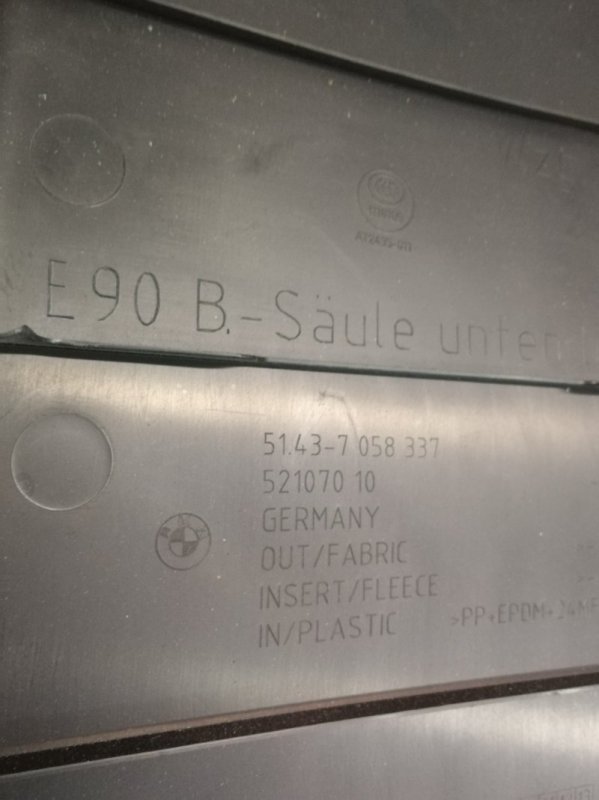 E90 B.-Säule unten
51.43-7 058 337
521070 10
GERMANY
OUT/FABRIC
INSERT/FLEECE
IN/PLASTIC >PP+EPDM+